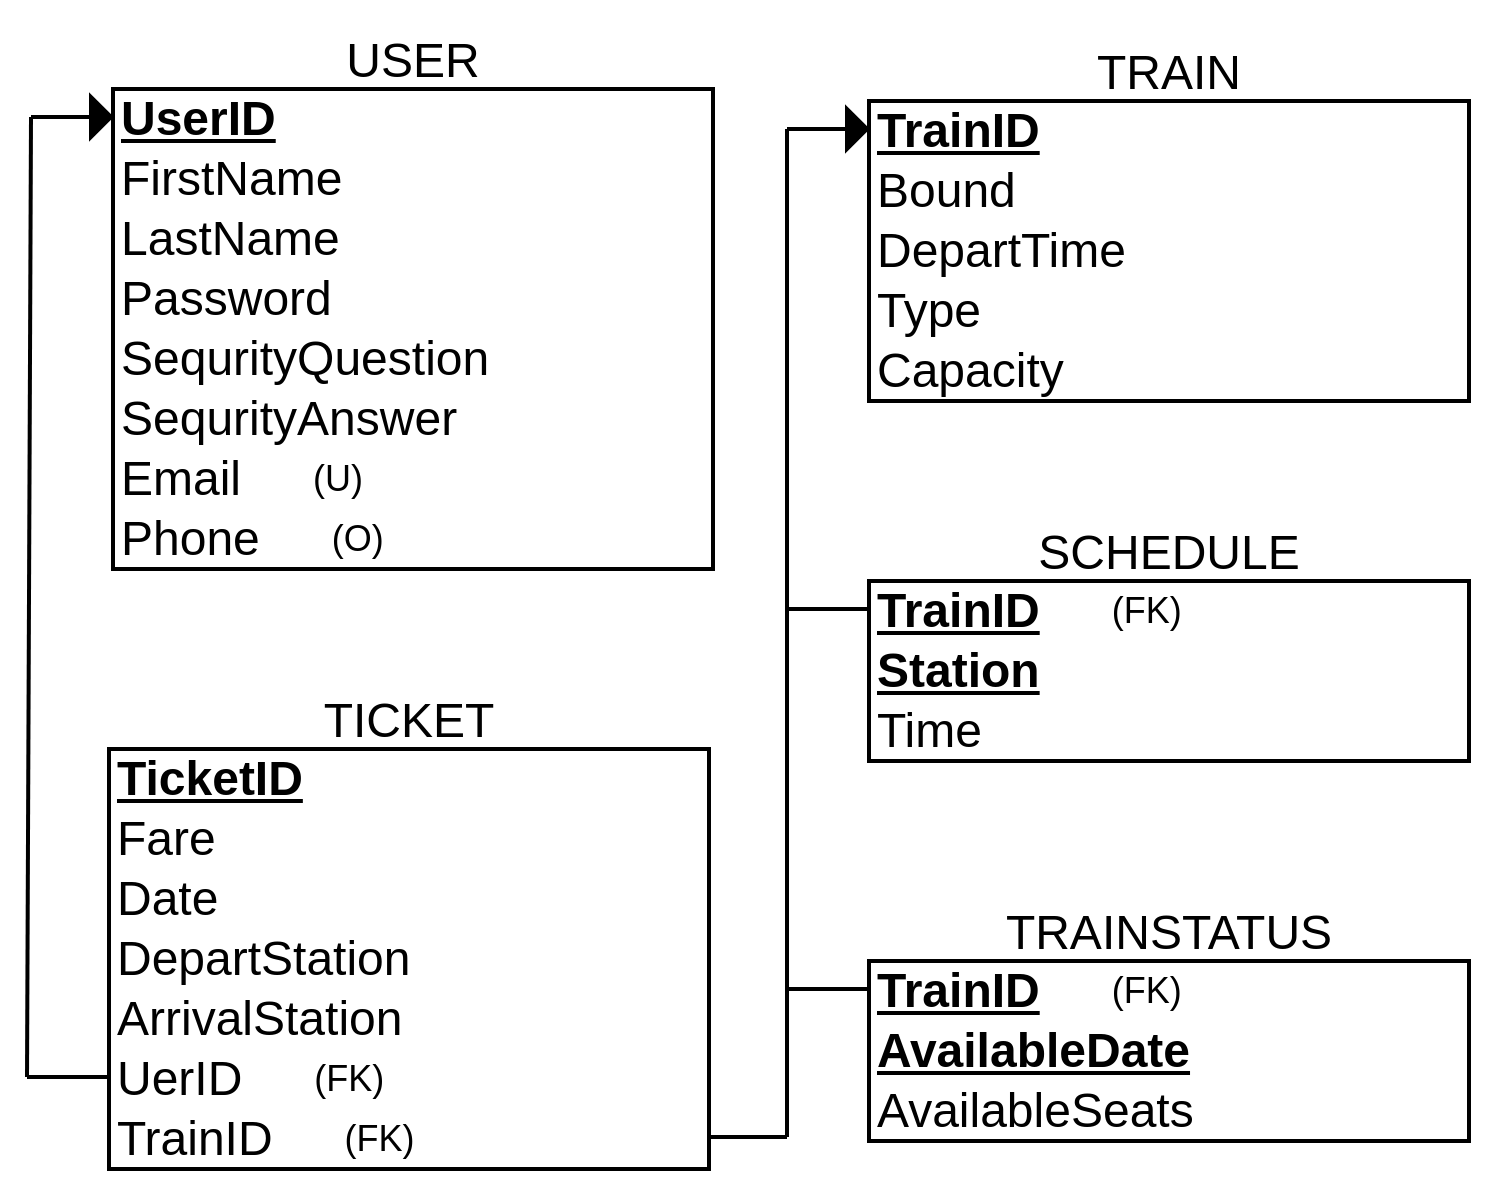 USER
UserID
FirstName
LastName
Password
SequrityQuestion
SequrityAnswer
Email (U)
Phone (O)
TICKET
TicketID
Fare
Date
DepartStation
ArrivalStation
UerID (FK)
TrainID (FK)
TRAIN
TrainID
Bound
DepartTime
Type
Capacity
SCHEDULE
TrainID (FK)
Station
Time
TRAINSTATUS
TrainID (FK)
AvailableDate
AvailableSeats